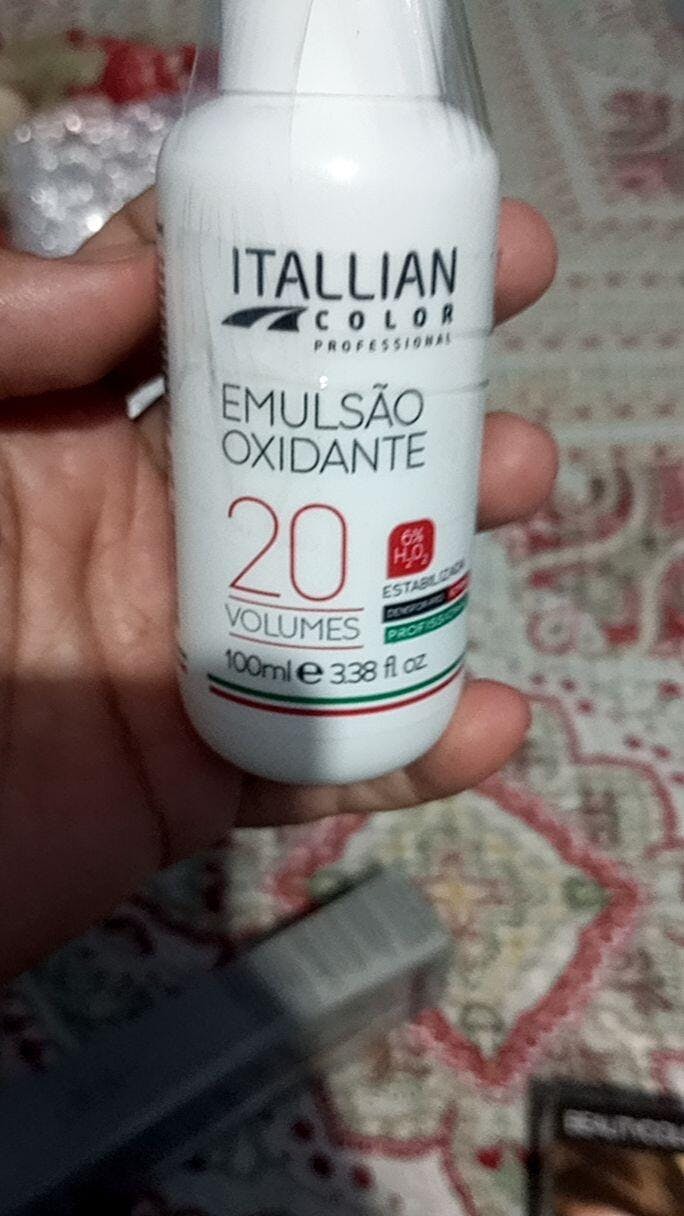 ITALLIAN
COLOR
PROFESSIONAL
EMULSÃO
OXIDANTE
20
VOLUMES
6%
H2O2
100ml e 3.38 fl oz